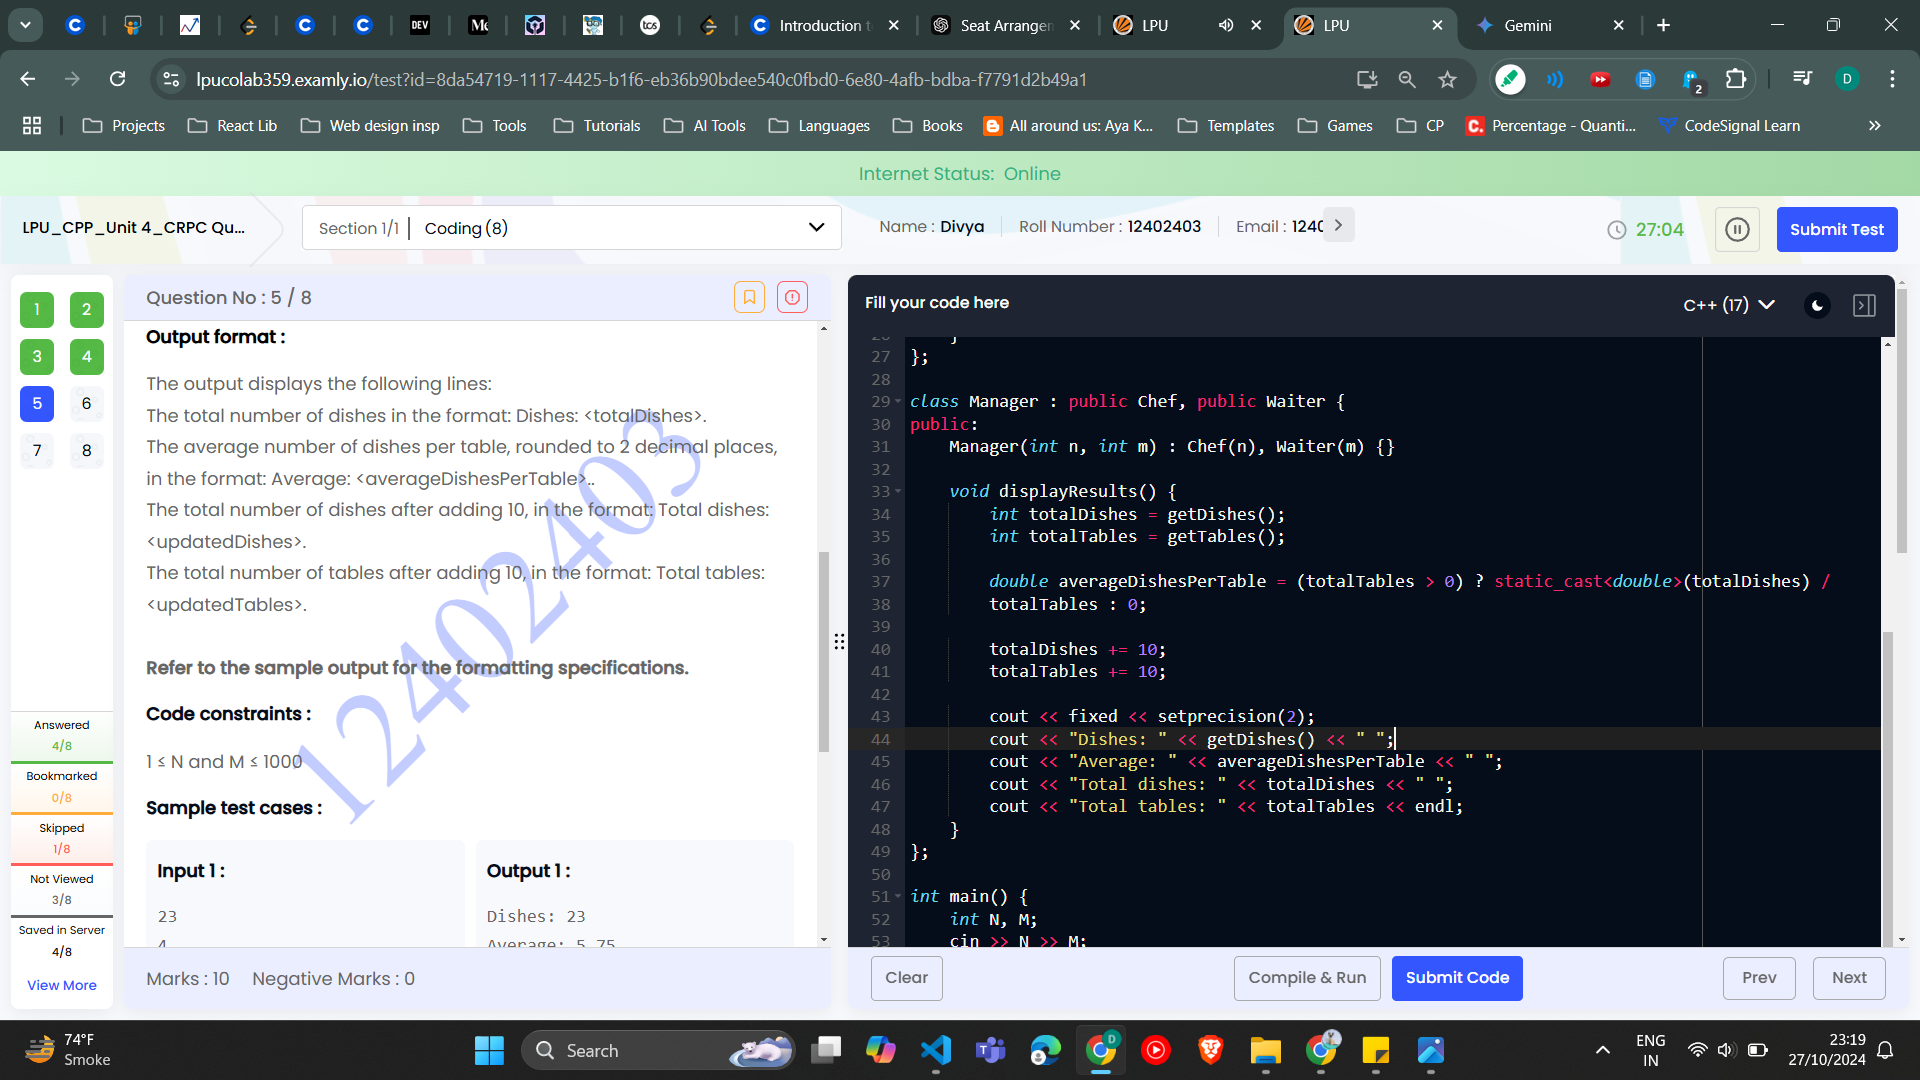 DEV
tcs
Introduction t
Seat Arrangen
LPU
LPU
Gemini
lpucolab359.examly.io/test?id=8da54719-1117-4425-b1f6-eb36b90bdee540c0fbd0-6e80-4afb-bdba-f7791d2b49a1
2
D
Projects
React Lib
Web design insp
Tools
Tutorials
AI Tools
Languages
Books
All around us: Aya K...
Templates
Games
CP
Percentage - Quanti...
CodeSignal Learn
Internet Status: Online
LPU_CPP_Unit 4_CRPC Qu...
Section 1/1 | Coding (8)
Name : Divya
Roll Number : 12402403
Email : 1240
27:04
Submit Test
1 2
3 4
5 6
7 8
Answered
4/8
Bookmarked
0/8
Skipped
1/8
Not Viewed
3/8
Saved in Server
4/8
View More
Question No : 5 / 8
Output format :
The output displays the following lines:
The total number of dishes in the format: Dishes: <totalDishes>.
The average number of dishes per table, rounded to 2 decimal places,
in the format: Average: <averageDishesPerTable>..
The total number of dishes after adding 10, in the format: Total dishes:
<updatedDishes>.
The total number of tables after adding 10, in the format: Total tables:
<updatedTables>.
Refer to the sample output for the formatting specifications.
Code constraints :
1 ≤ N and M ≤ 1000
Sample test cases :
Input 1 :
23
4
Output 1 :
Dishes: 23
Average: 5.75
12402403
Marks : 10 Negative Marks : 0
Fill your code here
C++ (17)
26 }
27 };
28
29 class Manager : public Chef, public Waiter {
30 public:
31 Manager(int n, int m) : Chef(n), Waiter(m) {}
32
33 void displayResults() {
34 int totalDishes = getDishes();
35 int totalTables = getTables();
36
37 double averageDishesPerTable = (totalTables > 0) ? static_cast<double>(totalDishes) /
38 totalTables : 0;
39
40 totalDishes += 10;
41 totalTables += 10;
42
43 cout << fixed << setprecision(2);
44 cout << "Dishes: " << getDishes() << " ";
45 cout << "Average: " << averageDishesPerTable << " ";
46 cout << "Total dishes: " << totalDishes << " ";
47 cout << "Total tables: " << totalTables << endl;
48 }
49 };
50
51 int main() {
52 int N, M;
53 cin >> N >> M;
Clear
Compile & Run
Submit Code
Prev
Next
74°F
Smoke
Search
D
ENG
IN
23:19
27/10/2024